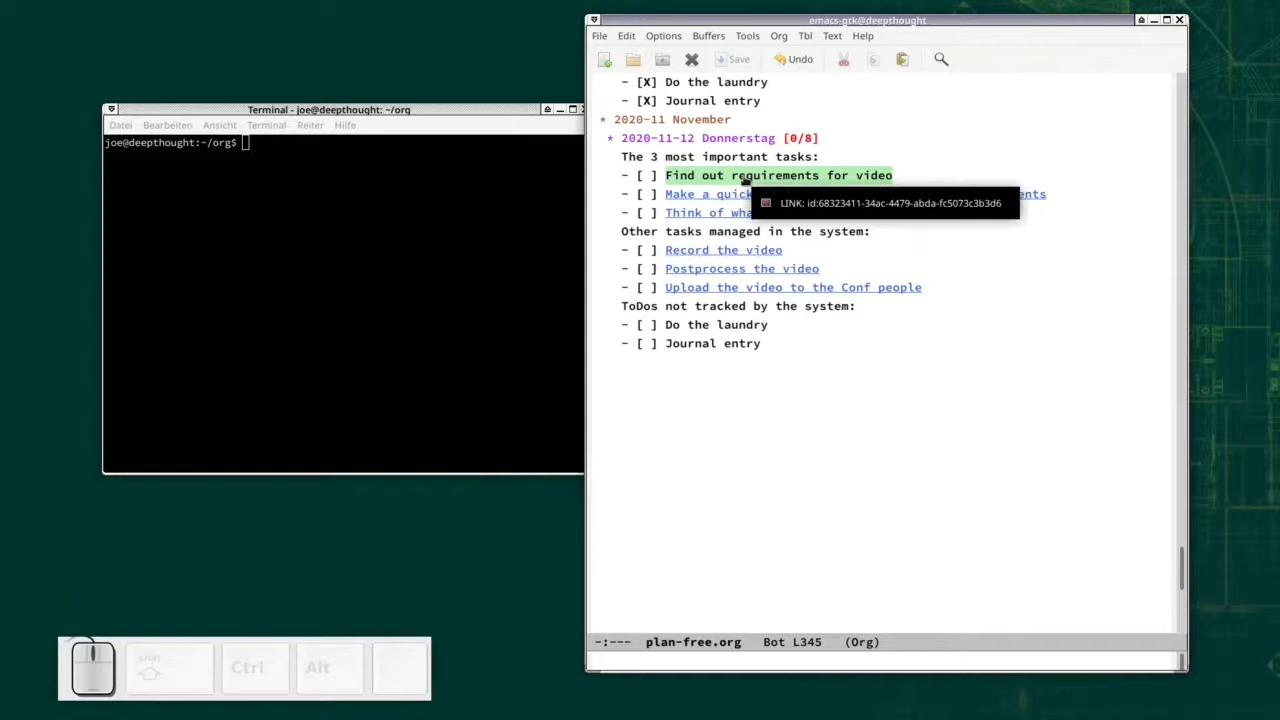 emacs-gtk@deepthought
File Edit Options Buffers Tools Org Tbl Text Help
Save Undo
- [X] Do the laundry
- [X] Journal entry
* 2020-11 November
* 2020-11-12 Donnerstag [0/8]
The 3 most important tasks:
- [ ] Find out requirements for video
- [ ] Make a quick ents
LINK: id:68323411-34ac-4479-abda-fc5073c3b3d6
- [ ] Think of wha
Other tasks managed in the system:
- [ ] Record the video
- [ ] Postprocess the video
- [ ] Upload the video to the Conf people
ToDos not tracked by the system:
- [ ] Do the laundry
- [ ] Journal entry
-:--- plan-free.org Bot L345 (Org)
Terminal - joe@deepthought: ~/org
Datei Bearbeiten Ansicht Terminal Reiter Hilfe
joe@deepthought:~/org$
Shift Ctrl Alt